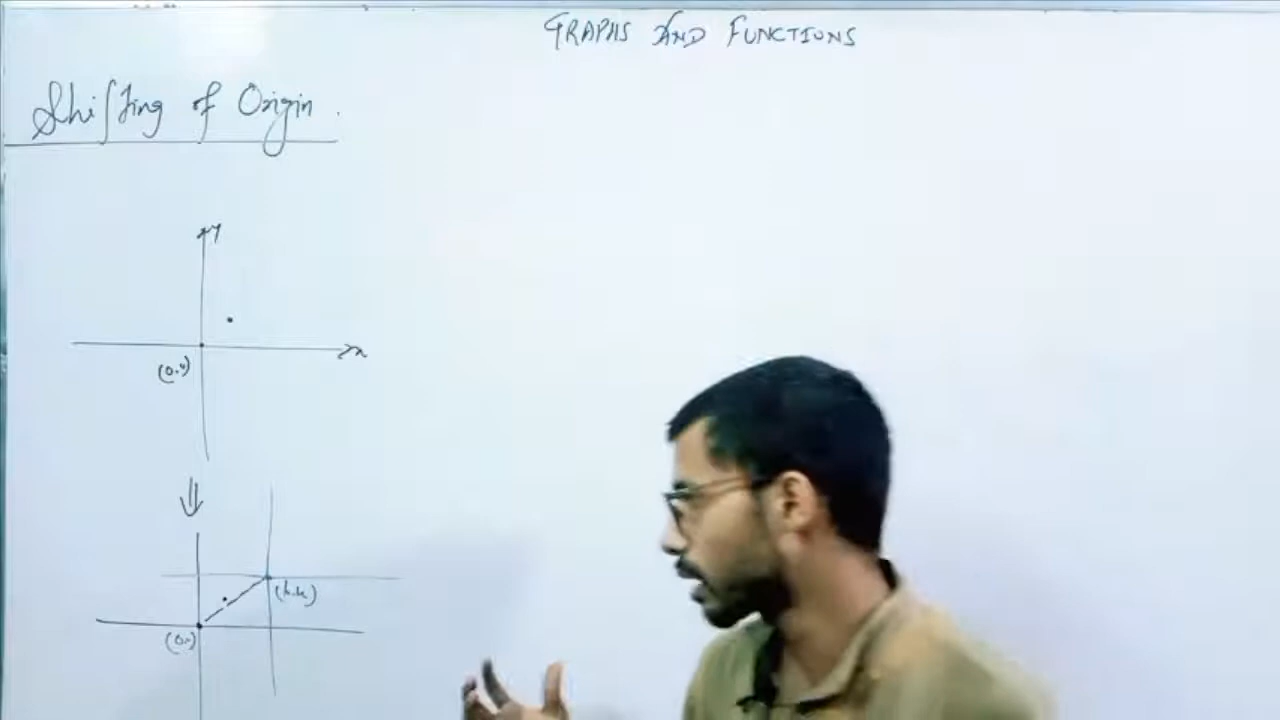 GRAPHS AND FUNCTIONS
Shifting of Origin.
y
x
(0,0)
(0,0)
(h,k)